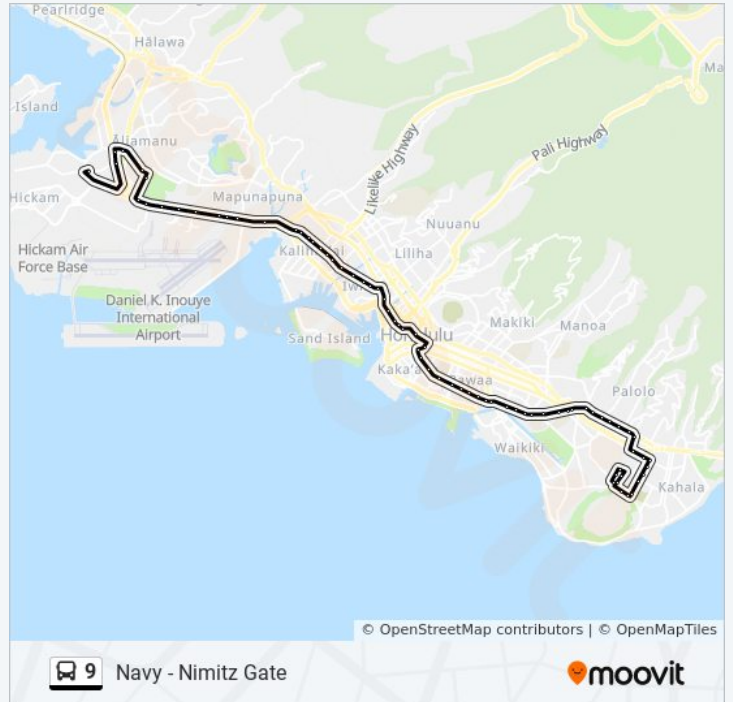 Pearlridge
Hālawa
Ma
Island
Āliamanu
Likelike Highway
Pali Highway
Hickam
Mapunapuna
Nuuanu
Hickam Air
Force Base
Liliha
Daniel K. Inouye
International
Airport
Sand Island
Makiki
Manoa
Palolo
Waikiki
Kahala
© OpenStreetMap contributors | © OpenMapTiles
9 Navy - Nimitz Gate
moovit